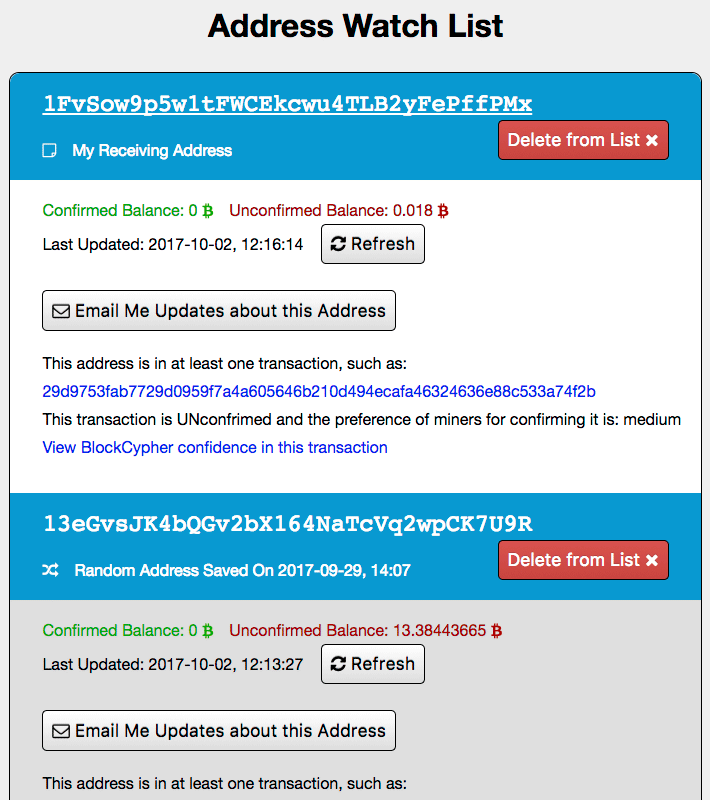 Address Watch List
1FvSow9p5w1tFWCEkcwu4TLB2yFePffPMx
My Receiving Address
Delete from List
Confirmed Balance: 0 Unconfirmed Balance: 0.018
Last Updated: 2017-10-02, 12:16:14 Refresh
Email Me Updates about this Address
This address is in at least one transaction, such as:
29d9753fab7729d0959f7a4a605646b210d494ecafa46324636e88c533a74f2b
This transaction is UNconfrimed and the preference of miners for confirming it is: medium
View BlockCypher confidence in this transaction
13eGvsJK4bQGv2bX164NaTcVq2wpCK7U9R
Random Address Saved On 2017-09-29, 14:07
Delete from List
Confirmed Balance: 0 Unconfirmed Balance: 13.38443665
Last Updated: 2017-10-02, 12:13:27 Refresh
Email Me Updates about this Address
This address is in at least one transaction, such as: